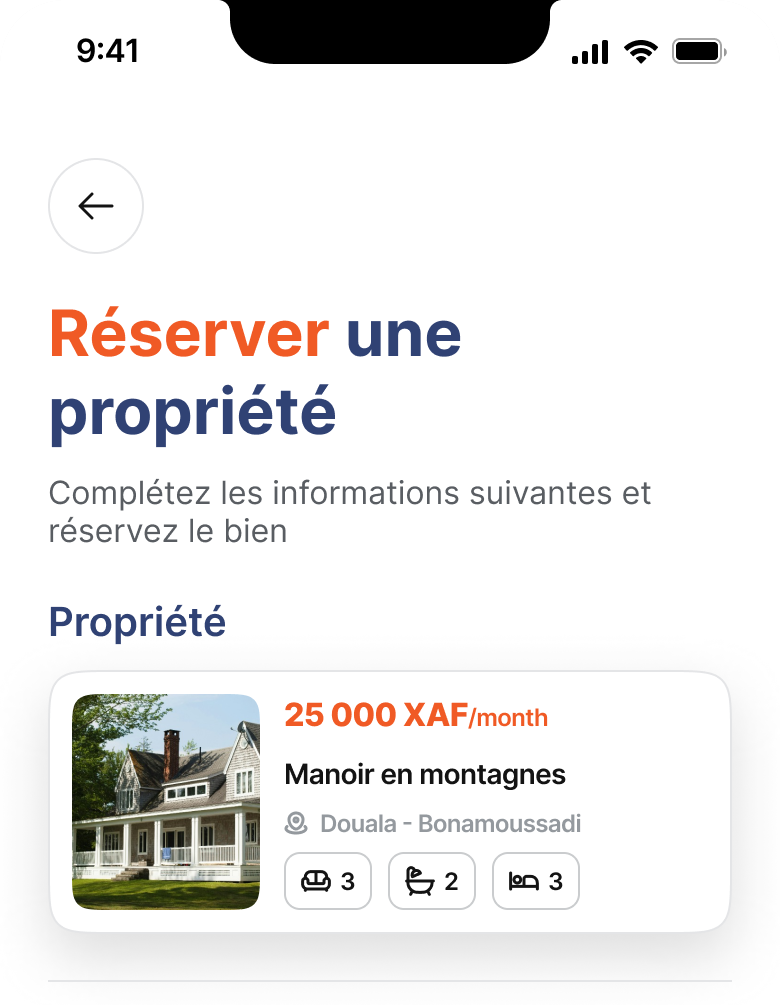 9:41
Réserver une
propriété
Complétez les informations suivantes et
réservez le bien
Propriété
25 000 XAF/month
Manoir en montagnes
Douala - Bonamoussadi
3 2 3